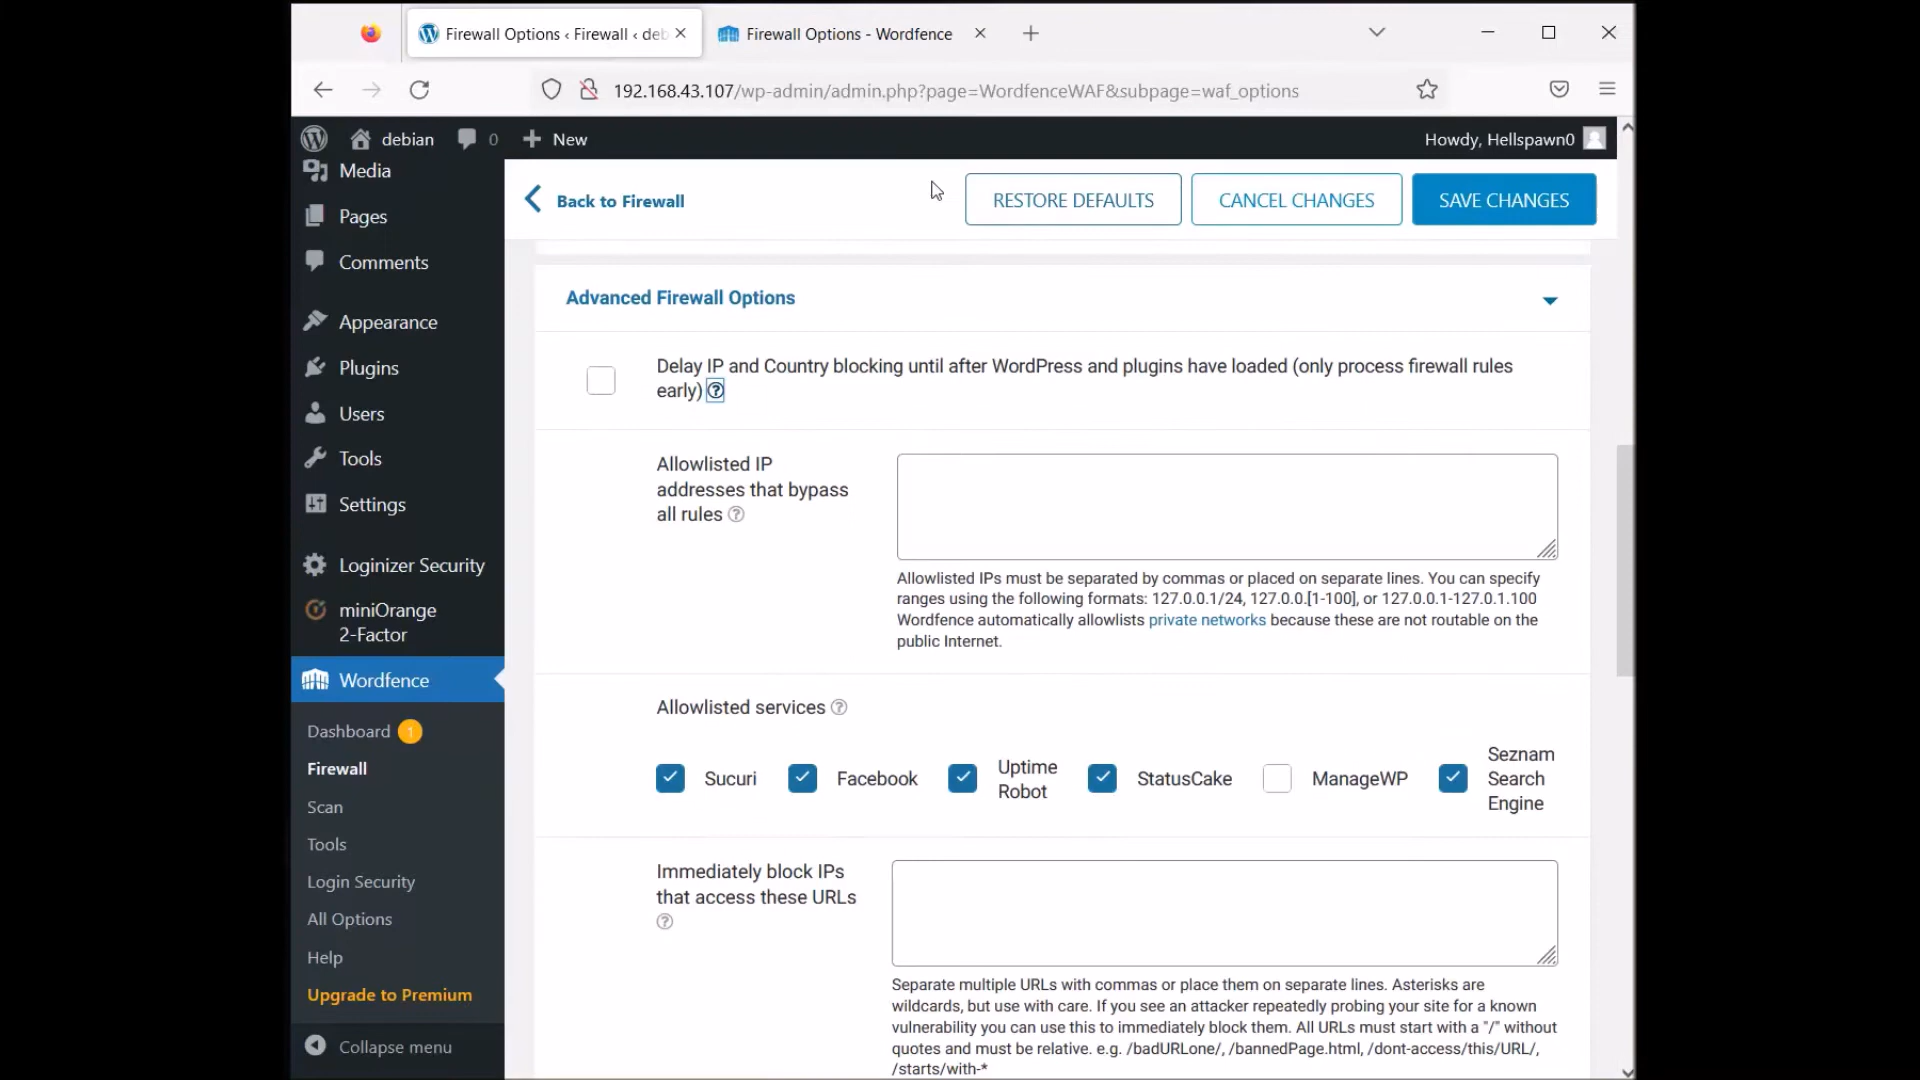 Firewall Options ‹ Firewall ‹ deb
Firewall Options - Wordfence
192.168.43.107/wp-admin/admin.php?page=WordfenceWAF&subpage=waf_options
debian
0
New
Howdy, Hellspawn0
Media
Pages
Comments
Appearance
Plugins
Users
Tools
Settings
Loginizer Security
miniOrange
2-Factor
Wordfence
Dashboard 1
Firewall
Scan
Tools
Login Security
All Options
Help
Upgrade to Premium
Collapse menu
Back to Firewall
RESTORE DEFAULTS
CANCEL CHANGES
SAVE CHANGES
Advanced Firewall Options
Delay IP and Country blocking until after WordPress and plugins have loaded (only process firewall rules
early)
Allowlisted IP
addresses that bypass
all rules
Allowlisted IPs must be separated by commas or placed on separate lines. You can specify
ranges using the following formats: 127.0.0.1/24, 127.0.0.[1-100], or 127.0.0.1-127.0.1.100
Wordfence automatically allowlists private networks because these are not routable on the
public Internet.
Allowlisted services
Sucuri
Facebook
Uptime
Robot
StatusCake
ManageWP
Seznam
Search
Engine
Immediately block IPs
that access these URLs
Separate multiple URLs with commas or place them on separate lines. Asterisks are
wildcards, but use with care. If you see an attacker repeatedly probing your site for a known
vulnerability you can use this to immediately block them. All URLs must start with a "/" without
quotes and must be relative. e.g. /badURLone/, /bannedPage.html, /dont-access/this/URL/,
/starts/with-*